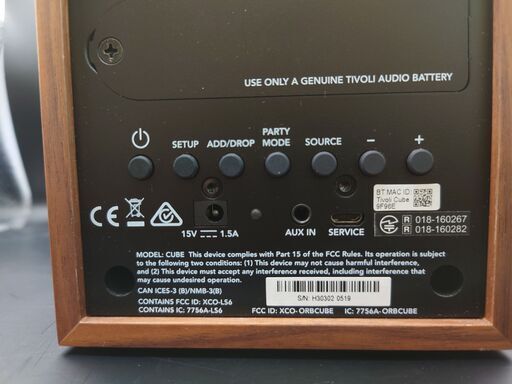 USE ONLY A GENUINE TIVOLI AUDIO BATTERY
SETUP
ADD/DROP
PARTY
MODE
SOURCE
−
+
BT MAC ID:
Tivoli Cube
9F96E
CE
R 018-160267
R 018-160282
15V 1.5A
AUX IN
SERVICE
MODEL: CUBE This device complies with Part 15 of the FCC Rules. Its operation is subject
to the following two conditions: (1) This device may not cause harmful interference,
and (2) This device must accept any interference received, including interference
that may cause undesired operation.
CAN ICES-3 (B)/NMB-3(B)
CONTAINS FCC ID: XCO-LS6
CONTAINS IC: 7756A-LS6
S/N: H30302 0519
FCC ID: XCO-ORBCUBE
IC: 7756A-ORBCUBE